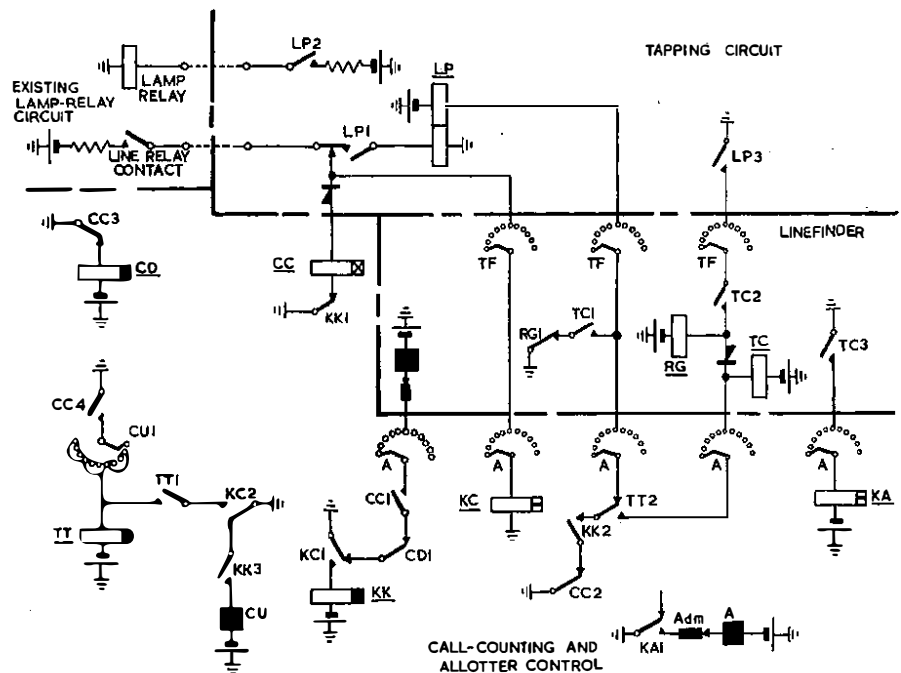 LP2
TAPPING CIRCUIT
LP
LAMP
RELAY
EXISTING
LAMP-RELAY
CIRCUIT
LP1
LINE RELAY
CONTACT
LP3
CC3
LINEFINDER
CD
CC
TF
TF
TF
KK1
TC2
RG1
TC1
RG
TC
TC3
CC4
CU1
A
A
A
A
A
TT1
KC2
CC1
KC
TT2
KA
TT
KK2
KC1
CD1
KK3
KK
CC2
CU
Adm
A
KA1
CALL-COUNTING AND
ALLOTTER CONTROL